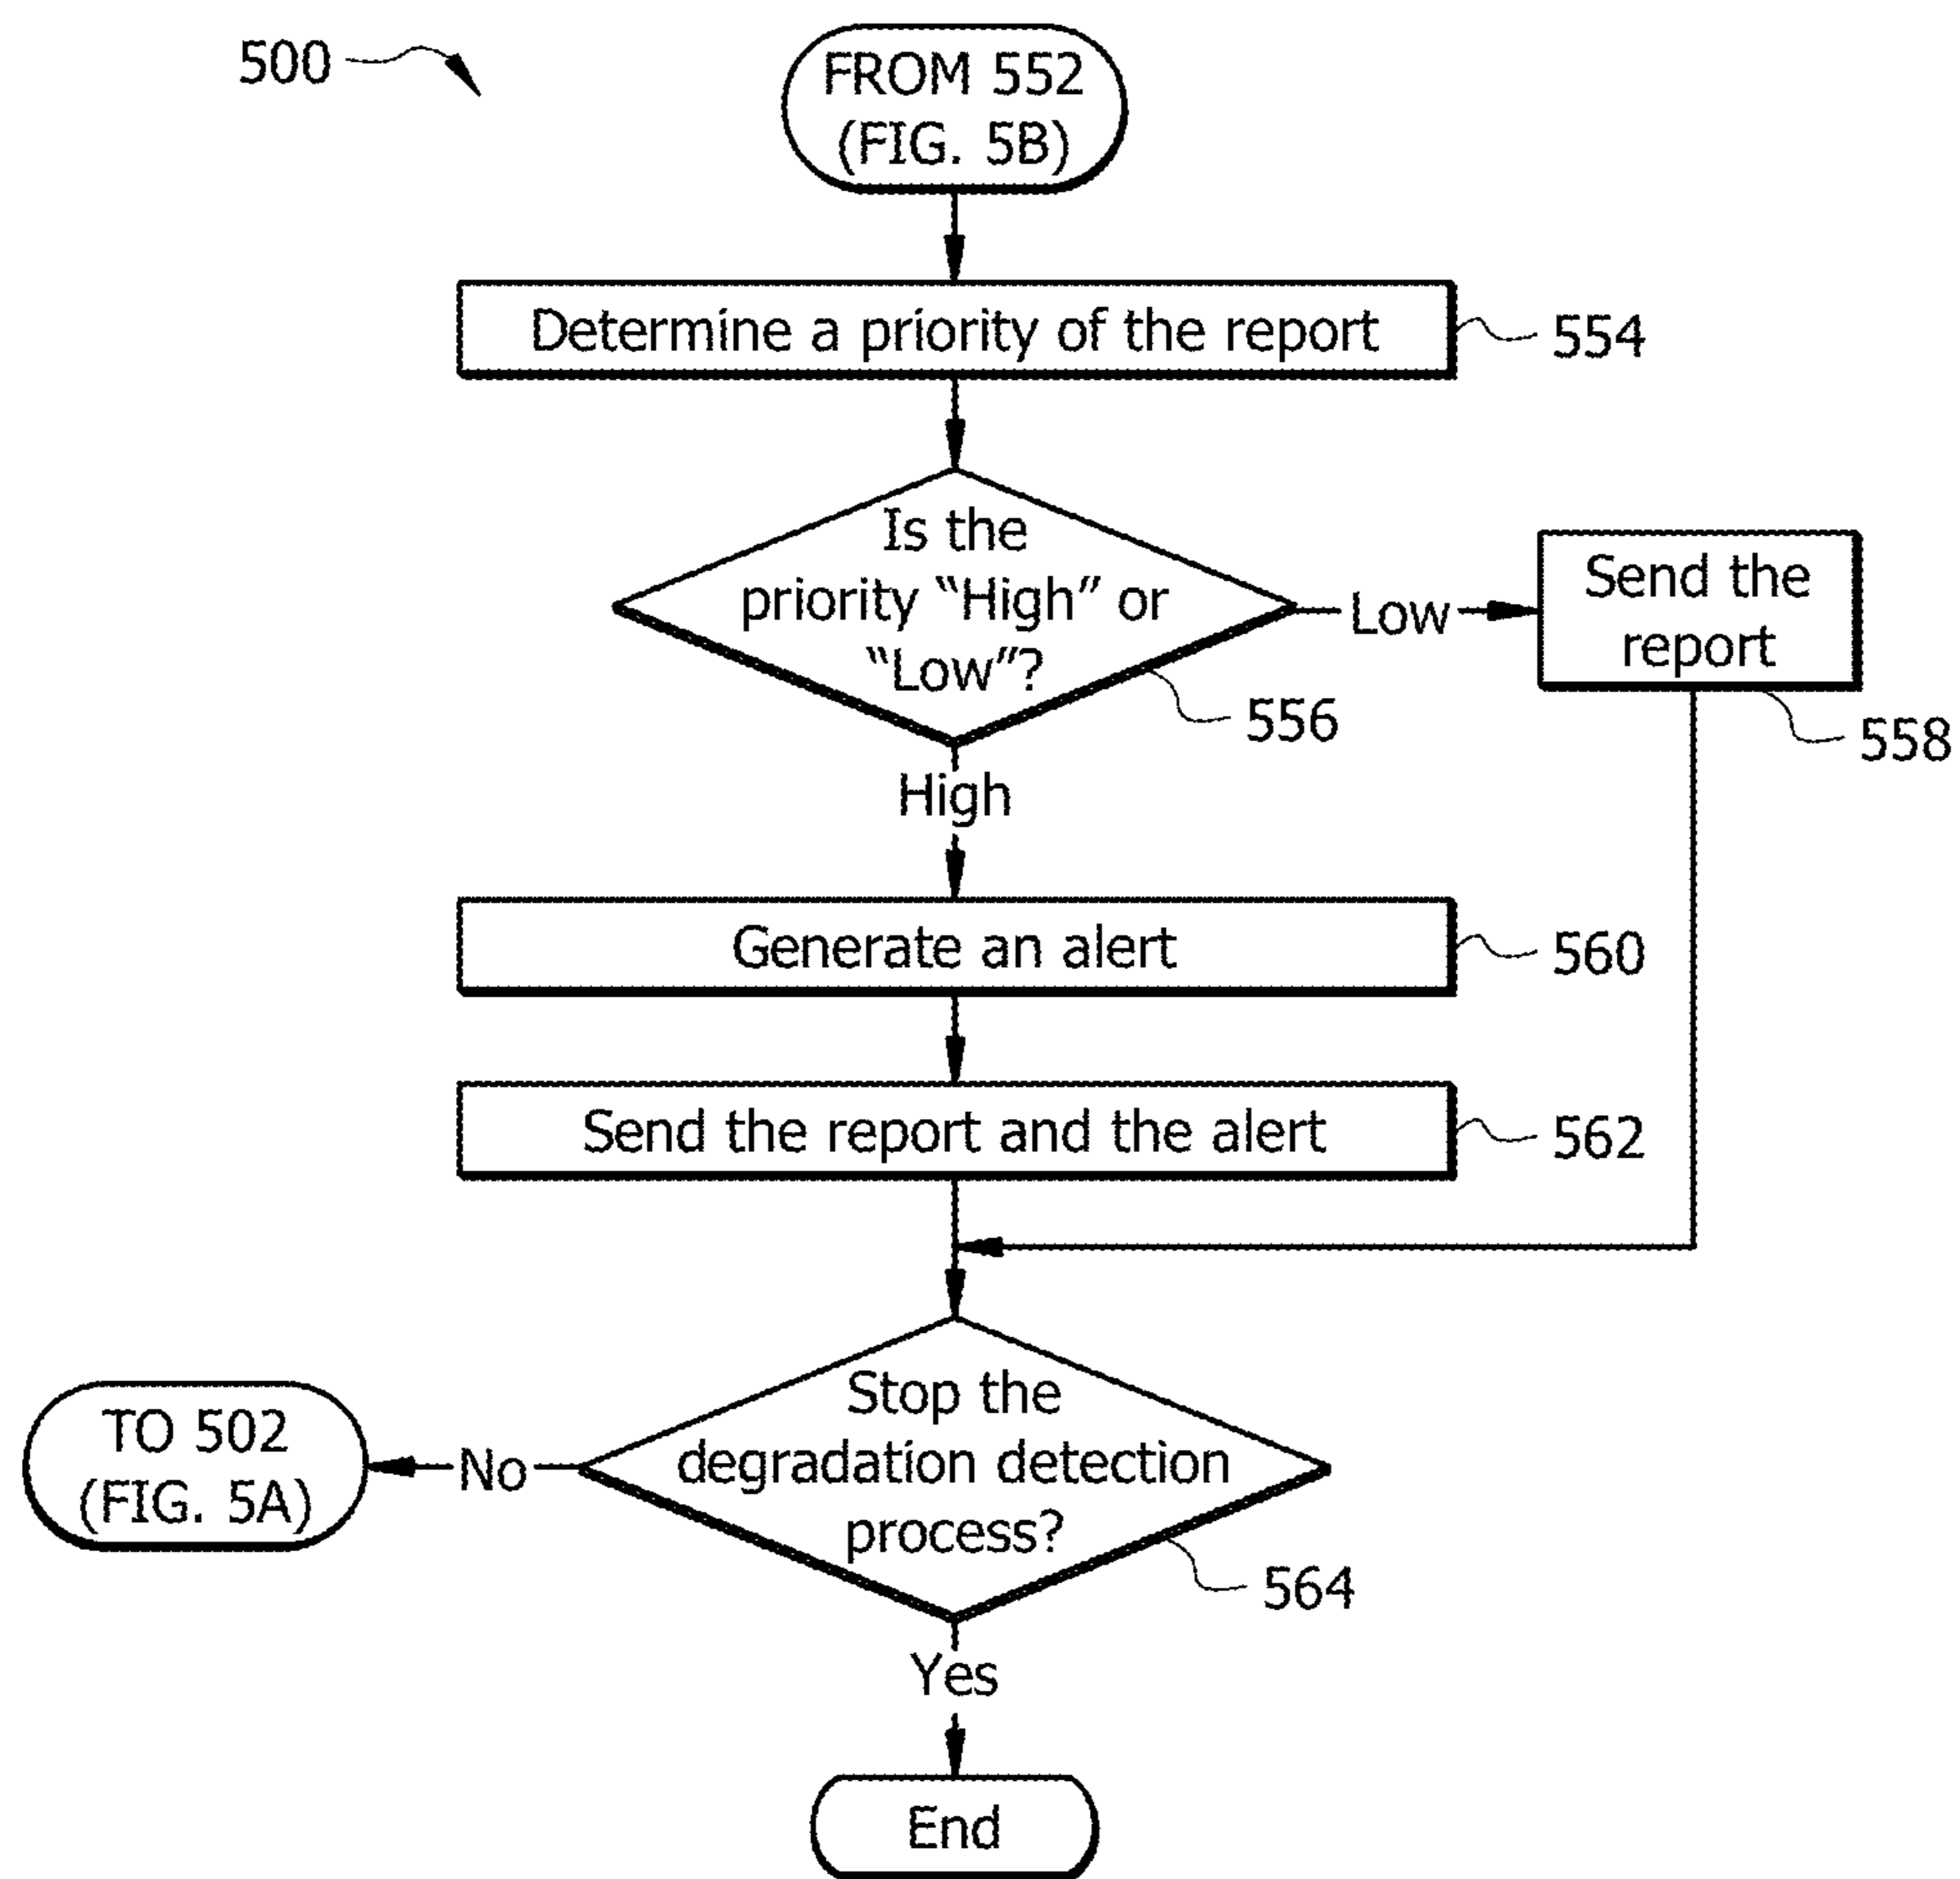 500
FROM 552
(FIG. 5B)
Determine a priority of the report
554
Is the
priority “High” or
“Low”?
556
Low
Send the
report
558
High
Generate an alert
560
Send the report and the alert
562
Stop the
degradation detection
process?
564
No
TO 502
(FIG. 5A)
Yes
End